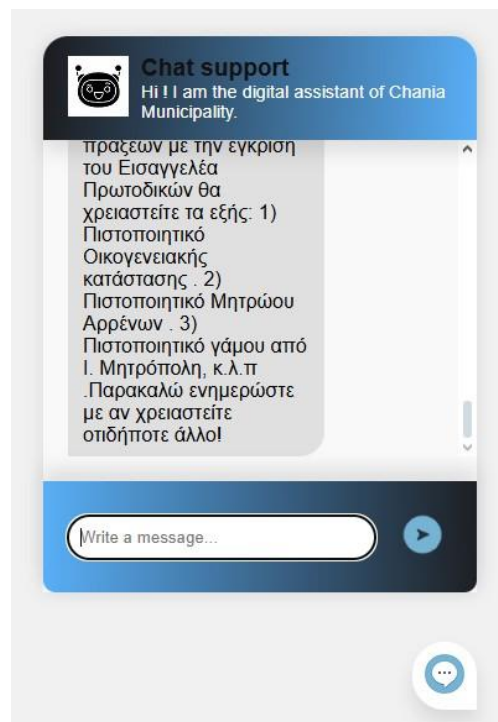 Chat support
Hi ! I am the digital assistant of Chania
Municipality.
πράξεων με την έγκριση
του Εισαγγελέα
Πρωτοδικών θα
χρειαστείτε τα εξής: 1)
Πιστοποιητικό
Οικογενειακής
κατάστασης . 2)
Πιστοποιητικό Μητρώου
Αρρένων . 3)
Πιστοποιητικό γάμου από
Ι. Μητρόπολη, κ.λ.π
.Παρακαλώ ενημερώστε
με αν χρειαστείτε
οτιδήποτε άλλο!
Write a message...